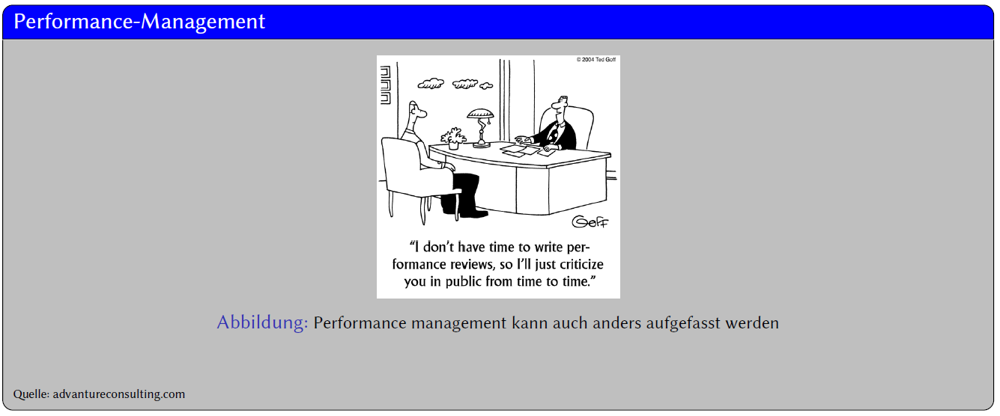 Performance-Management
© 2004 Ted Goff
GOFF
“I don’t have time to write per-
formance reviews, so I’ll just criticize
you in public from time to time.”
Abbildung: Performance management kann auch anders aufgefasst werden
Quelle: advantureconsulting.com